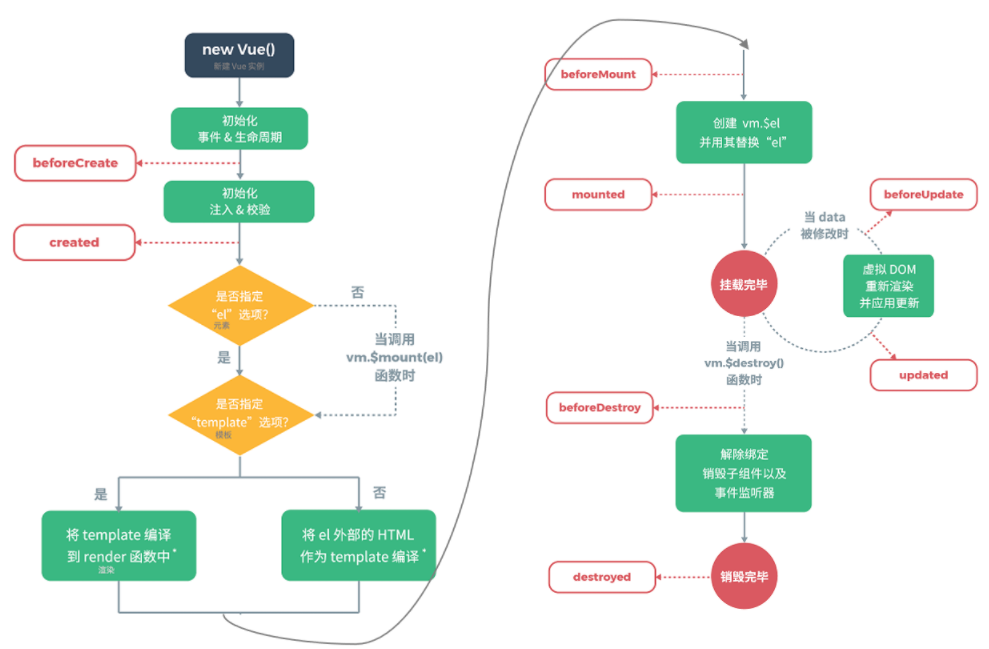 new Vue()
新建 Vue 实例
初始化
事件 & 生命周期
beforeCreate
初始化
注入 & 校验
created
是否指定
“el”选项?
元素
否
当调用
vm.$mount(el)
函数时
是
是否指定
“template”选项?
模板
是
否
将 template 编译
到 render 函数中*
渲染
将 el 外部的 HTML
作为 template 编译*
beforeMount
创建 vm.$el
并用其替换“el”
mounted
beforeUpdate
当 data
被修改时
挂载完毕
虚拟 DOM
重新渲染
并应用更新
updated
当调用
vm.$destroy()
函数时
beforeDestroy
解除绑定
销毁子组件以及
事件监听器
destroyed
销毁完毕